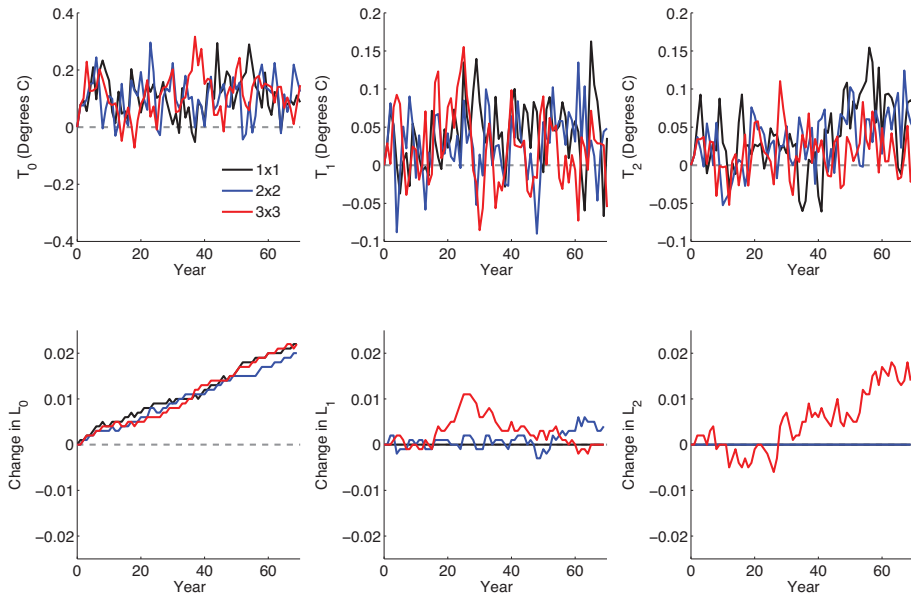 T0 (Degrees C)
0.4
0.2
0
−0.2
−0.4
0 20 40 60
Year
1x1
2x2
3x3
T1 (Degrees C)
0.2
0.15
0.1
0.05
0
−0.05
−0.1
0 20 40 60
Year
T2 (Degrees C)
0.2
0.15
0.1
0.05
0
−0.05
−0.1
0 20 40 60
Year
Change in L0
0.02
0.01
0
−0.01
−0.02
0 20 40 60
Year
Change in L1
0.02
0.01
0
−0.01
−0.02
0 20 40 60
Year
Change in L2
0.02
0.01
0
−0.01
−0.02
0 20 40 60
Year